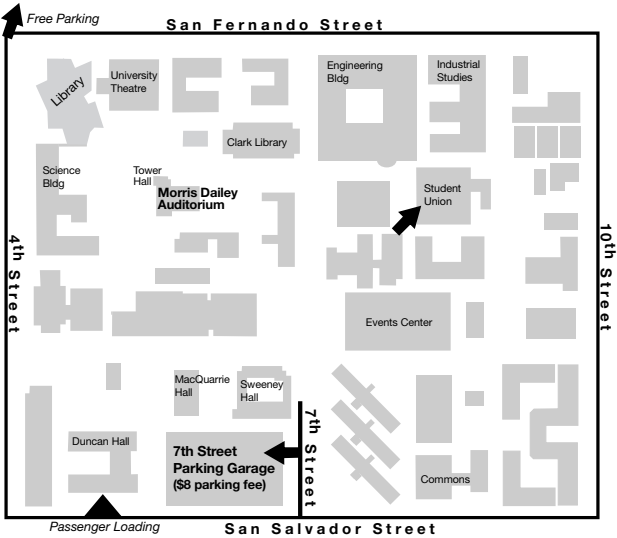 Free Parking
San Fernando Street
Library
University
Theatre
Engineering
Bldg
Industrial
Studies
Clark Library
Science
Bldg
Tower
Hall
Morris Dailey
Auditorium
Student
Union
4th Street
10th Street
Events Center
MacQuarrie
Hall
Sweeney
Hall
7th Street
Duncan Hall
7th Street
Parking Garage
($8 parking fee)
Commons
Passenger Loading
San Salvador Street